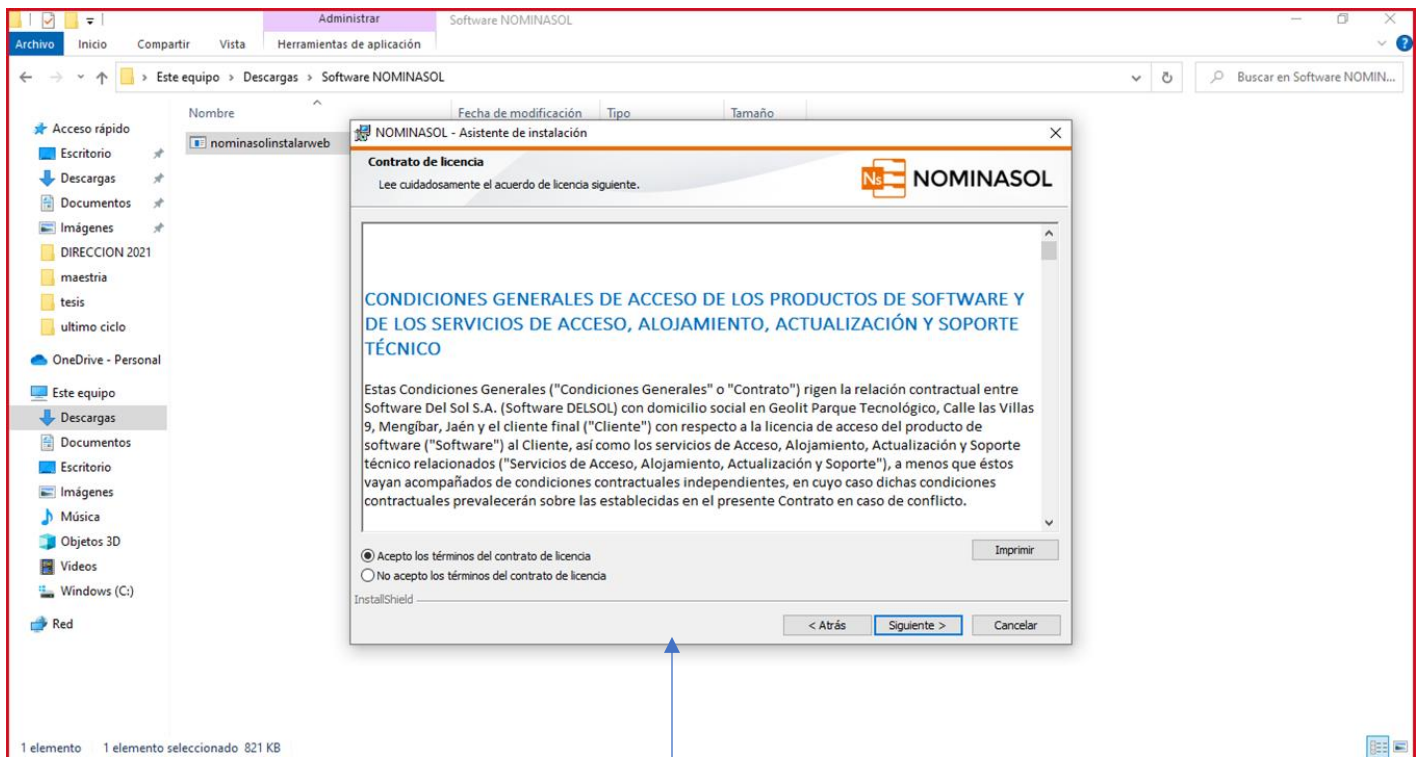 Administrar
Software NOMINASOL
Archivo Inicio Compartir Vista Herramientas de aplicación
Este equipo > Descargas > Software NOMINASOL
Buscar en Software NOMIN...
Nombre Fecha de modificación Tipo Tamaño
nominasolinstalarweb
Acceso rápido
Escritorio
Descargas
Documentos
Imágenes
DIRECCION 2021
maestria
tesis
ultimo ciclo
OneDrive - Personal
Este equipo
Descargas
Documentos
Escritorio
Imágenes
Música
Objetos 3D
Videos
Windows (C:)
Red
NOMINASOL - Asistente de instalación
Contrato de licencia
Lee cuidadosamente el acuerdo de licencia siguiente.
Ns NOMINASOL
CONDICIONES GENERALES DE ACCESO DE LOS PRODUCTOS DE SOFTWARE Y
DE LOS SERVICIOS DE ACCESO, ALOJAMIENTO, ACTUALIZACIÓN Y SOPORTE
TÉCNICO
Estas Condiciones Generales ("Condiciones Generales" o "Contrato") rigen la relación contractual entre
Software Del Sol S.A. (Software DELSOL) con domicilio social en Geolit Parque Tecnológico, Calle las Villas
9, Mengíbar, Jaén y el cliente final ("Cliente") con respecto a la licencia de acceso del producto de
software ("Software") al Cliente, así como los servicios de Acceso, Alojamiento, Actualización y Soporte
técnico relacionados ("Servicios de Acceso, Alojamiento, Actualización y Soporte"), a menos que éstos
vayan acompañados de condiciones contractuales independientes, en cuyo caso dichas condiciones
contractuales prevalecerán sobre las establecidas en el presente Contrato en caso de conflicto.
Acepto los términos del contrato de licencia
Imprimir
No acepto los términos del contrato de licencia
InstallShield
< Atrás Siguiente > Cancelar
1 elemento 1 elemento seleccionado 821 KB